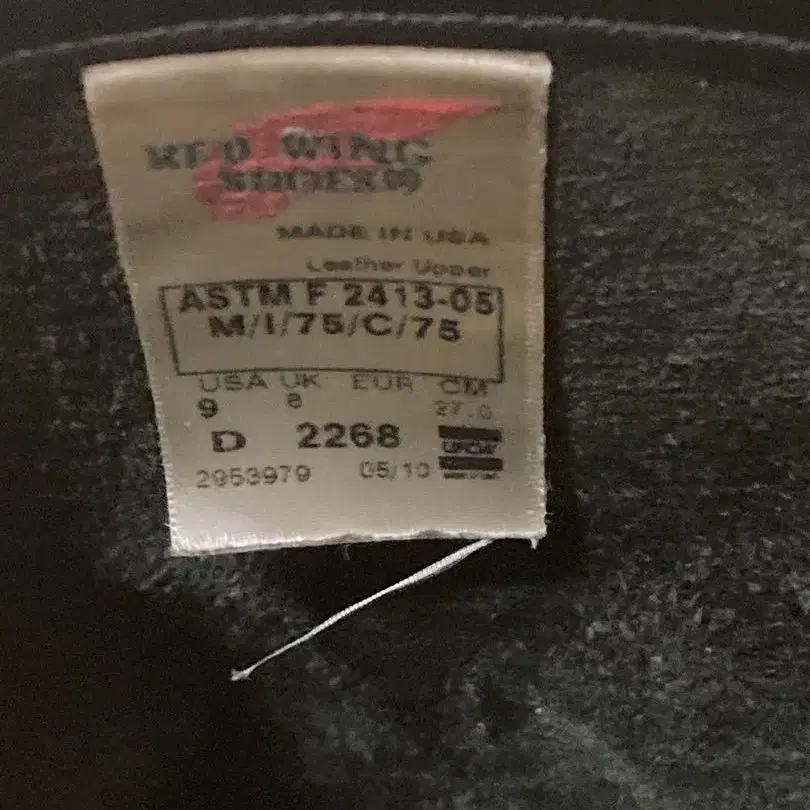 RED WING
SHOES®
MADE IN USA
Leather Upper
ASTM F 2413-05
M/I/75/C/75
USA UK EUR CM
9 8 27.0
D 2268 UFCW
2953979 05/10